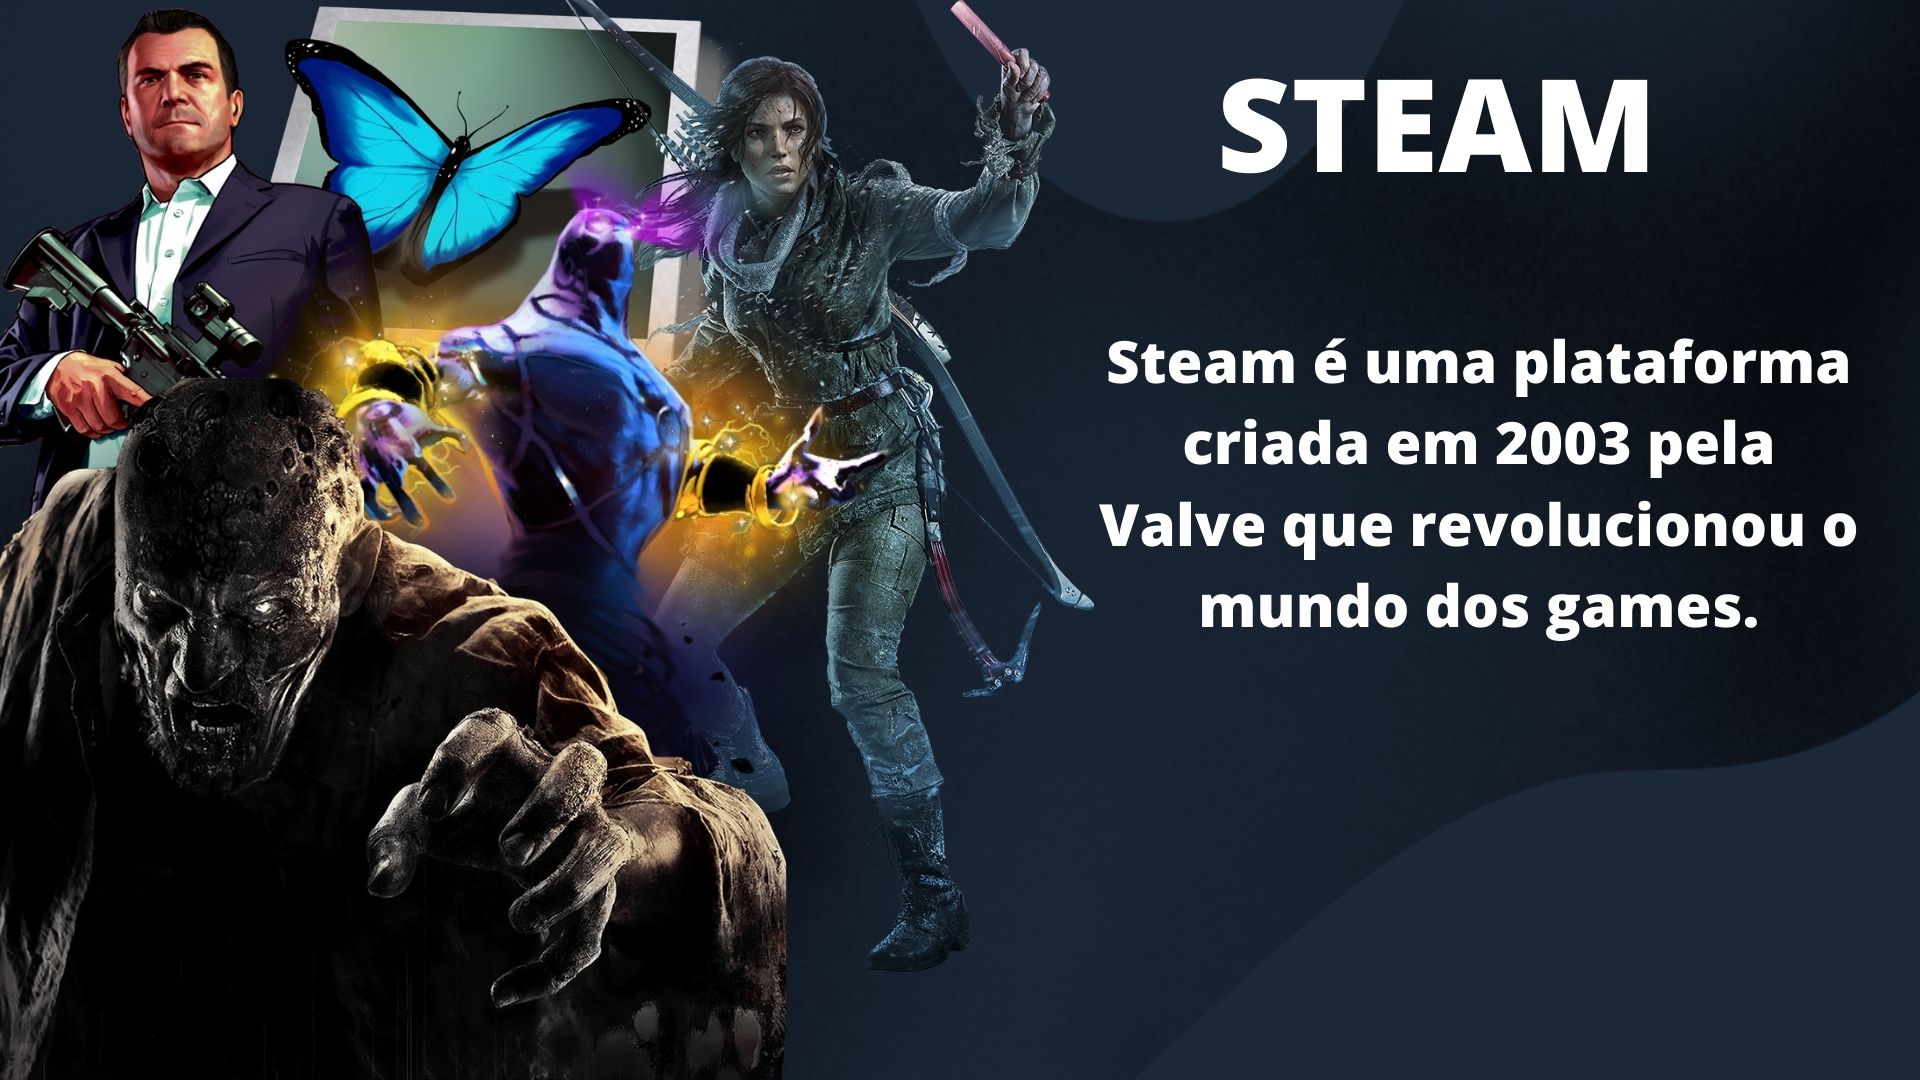 STEAM
Steam é uma plataforma
criada em 2003 pela
Valve que revolucionou o
mundo dos games.